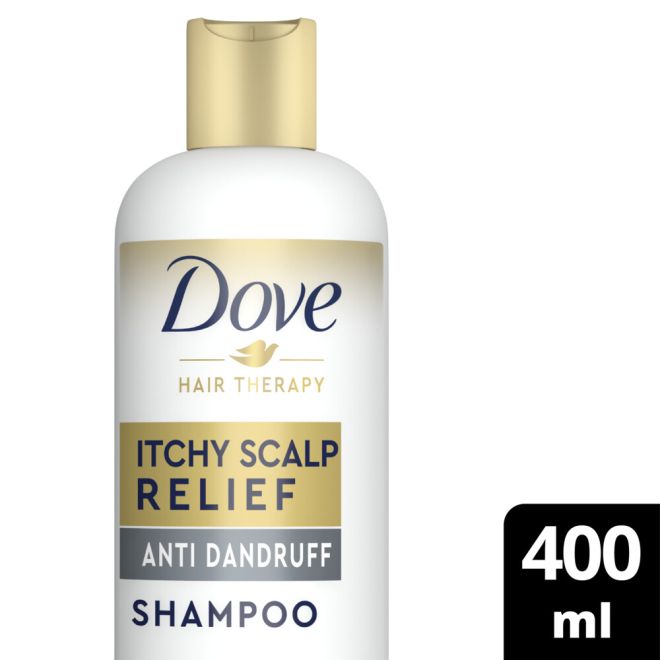 Dove
HAIR THERAPY
ITCHY SCALP
RELIEF
ANTI DANDRUFF
SHAMPOO
400
ml